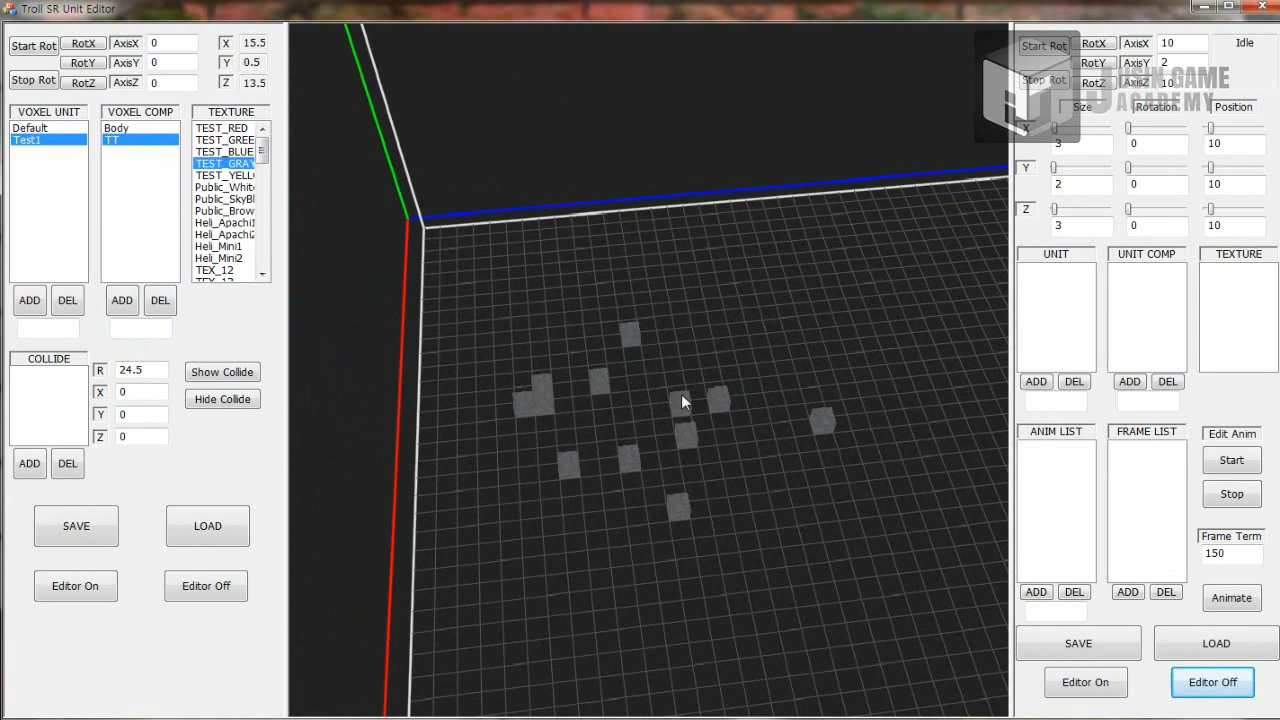 Troll SR Unit Editor
Start Rot
RotX
AxisX
0
X
15.5
RotY
AxisY
0
Y
0.5
Stop Rot
RotZ
AxisZ
0
Z
13.5
VOXEL UNIT
VOXEL COMP
TEXTURE
Default
Test1
Body
TT
TEST_RED
TEST_GREE
TEST_BLUE
TEST_GRAY
TEST_YELL
Public_White
Public_SkyBl
Public_Brow
Heli_Apachi1
Heli_Apachi2
Heli_Mini1
Heli_Mini2
TEX_12
ADD
DEL
ADD
DEL
COLLIDE
R
24.5
X
0
Y
0
Z
0
Show Collide
Hide Collide
ADD
DEL
SAVE
LOAD
Editor On
Editor Off
Start Rot
RotX
AxisX
10
Idle
RotY
AxisY
2
Stop Rot
RotZ
AxisZ
10
JUSIN GAME
ACADEMY
Size
Rotation
Position
X
3
0
10
Y
2
0
10
Z
3
0
10
UNIT
UNIT COMP
TEXTURE
ADD
DEL
ADD
DEL
ANIM LIST
FRAME LIST
Edit Anim
Start
Stop
Frame Term
150
ADD
DEL
ADD
DEL
Animate
SAVE
LOAD
Editor On
Editor Off